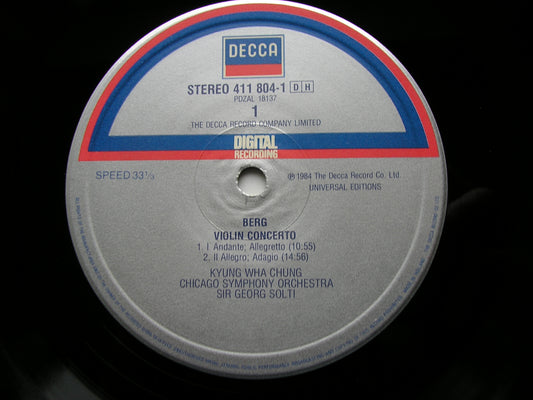 DECCA
STEREO 411 804-1 DH
PDZAL 18137
1
THE DECCA RECORD COMPANY LIMITED
DIGITAL
RECORDING
SPEED 33⅓
℗ 1984 The Decca Record Co. Ltd.
UNIVERSAL EDITIONS
BERG
VIOLIN CONCERTO
1. I Andante; Allegretto (10:55)
2. II Allegro; Adagio (14:56)
KYUNG WHA CHUNG
CHICAGO SYMPHONY ORCHESTRA
SIR GEORG SOLTI